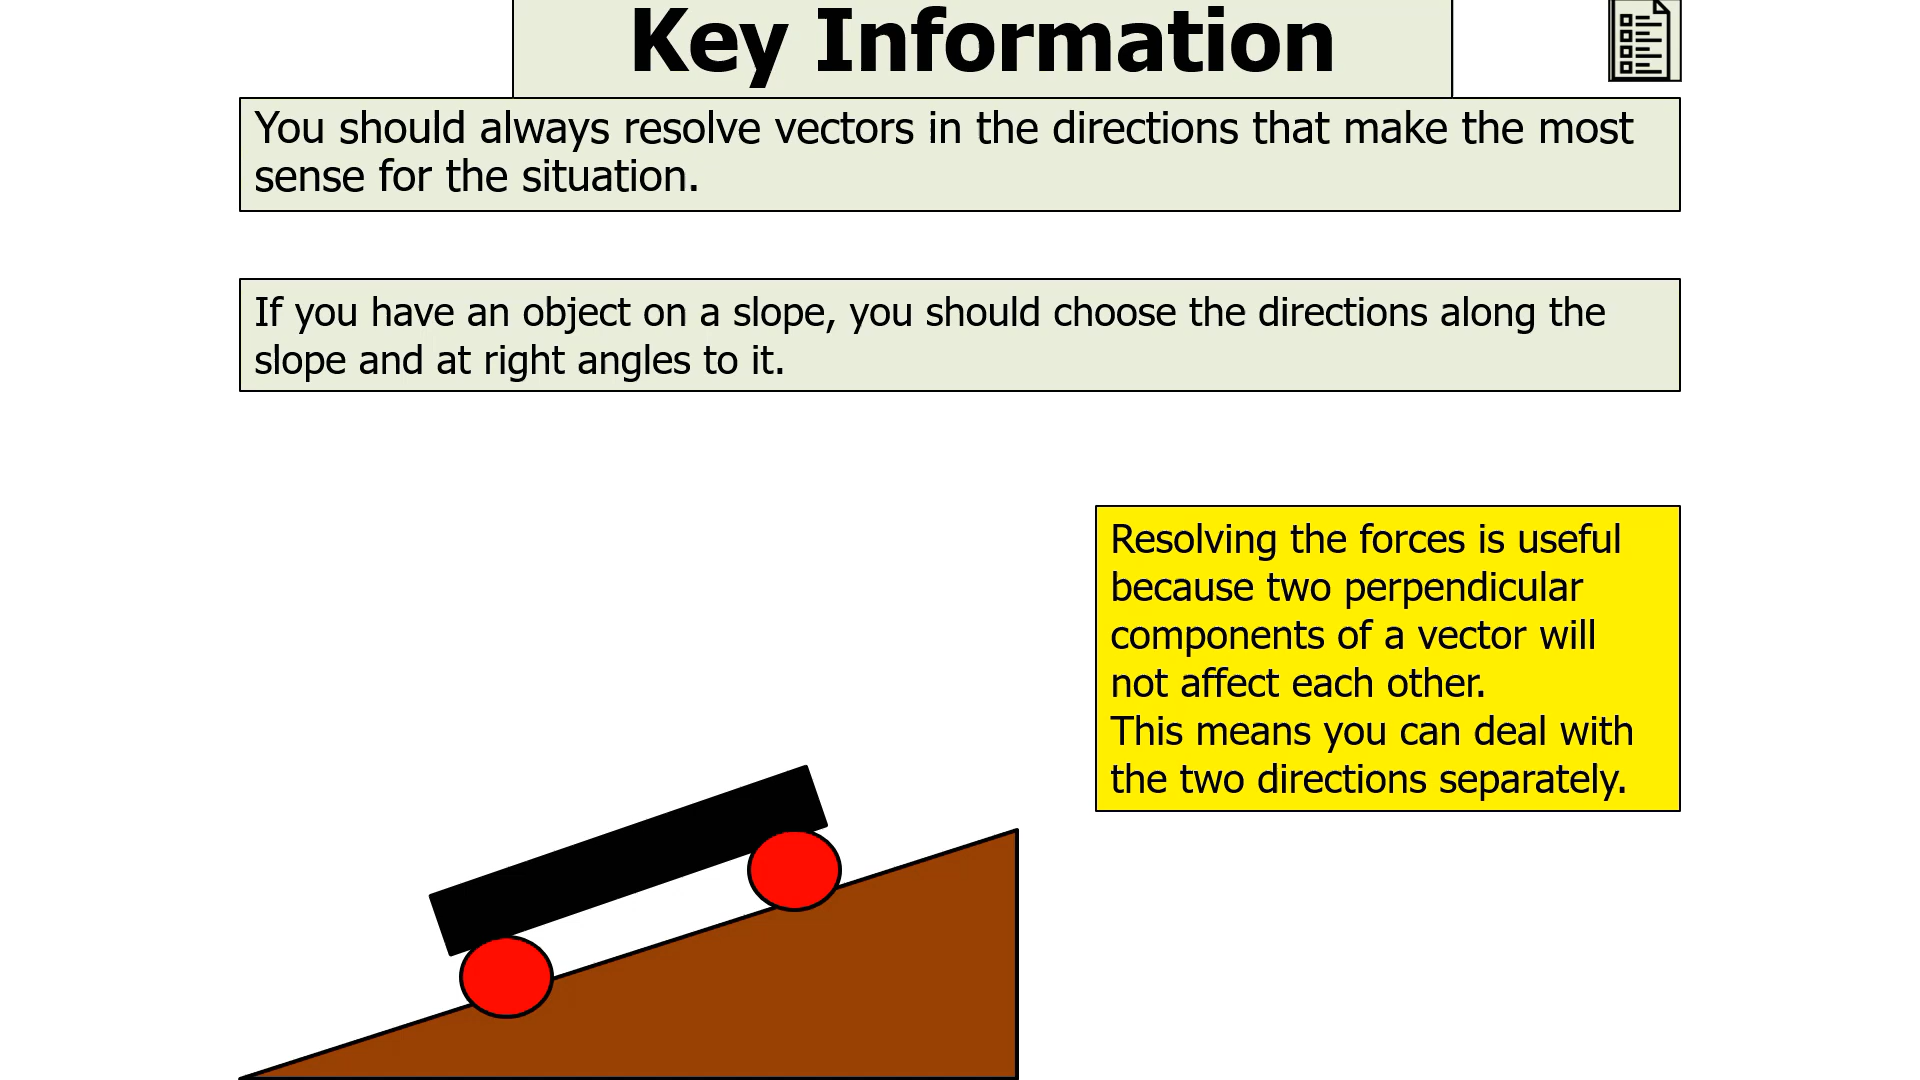 Key Information
You should always resolve vectors in the directions that make the most
sense for the situation.
If you have an object on a slope, you should choose the directions along the
slope and at right angles to it.
Resolving the forces is useful
because two perpendicular
components of a vector will
not affect each other.
This means you can deal with
the two directions separately.